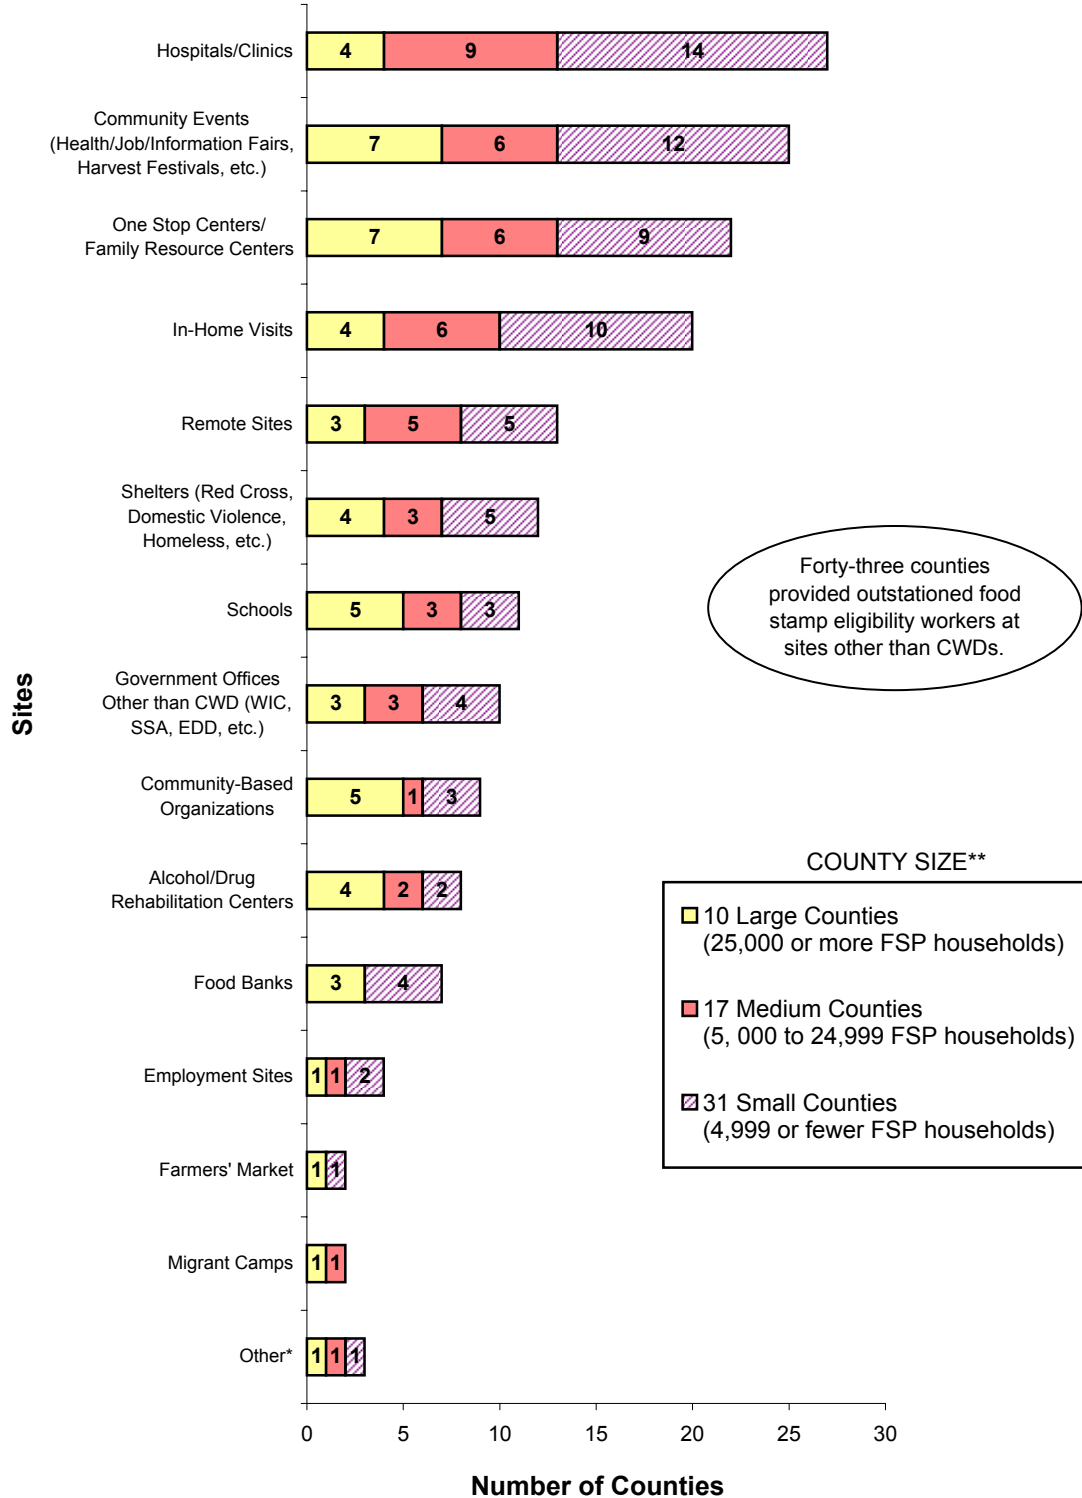 Hospitals/Clinics
4 9 14
Community Events
(Health/Job/Information Fairs,
Harvest Festivals, etc.)
7 6 12
One Stop Centers/
Family Resource Centers
7 6 9
In-Home Visits
4 6 10
Remote Sites
3 5 5
Shelters (Red Cross,
Domestic Violence,
Homeless, etc.)
4 3 5
Forty-three counties
provided outstationed food
stamp eligibility workers at
sites other than CWDs.
Schools
5 3 3
Sites
Government Offices
Other than CWD (WIC,
SSA, EDD, etc.)
3 3 4
Community-Based
Organizations
5 1 3
Alcohol/Drug
Rehabilitation Centers
4 2 2
Food Banks
3 4
Employment Sites
1 1 2
Farmers' Market
1 1
Migrant Camps
1 1
Other*
1 1 1
COUNTY SIZE**
10 Large Counties
(25,000 or more FSP households)
17 Medium Counties
(5, 000 to 24,999 FSP households)
31 Small Counties
(4,999 or fewer FSP households)
0 5 10 15 20 25 30
Number of Counties